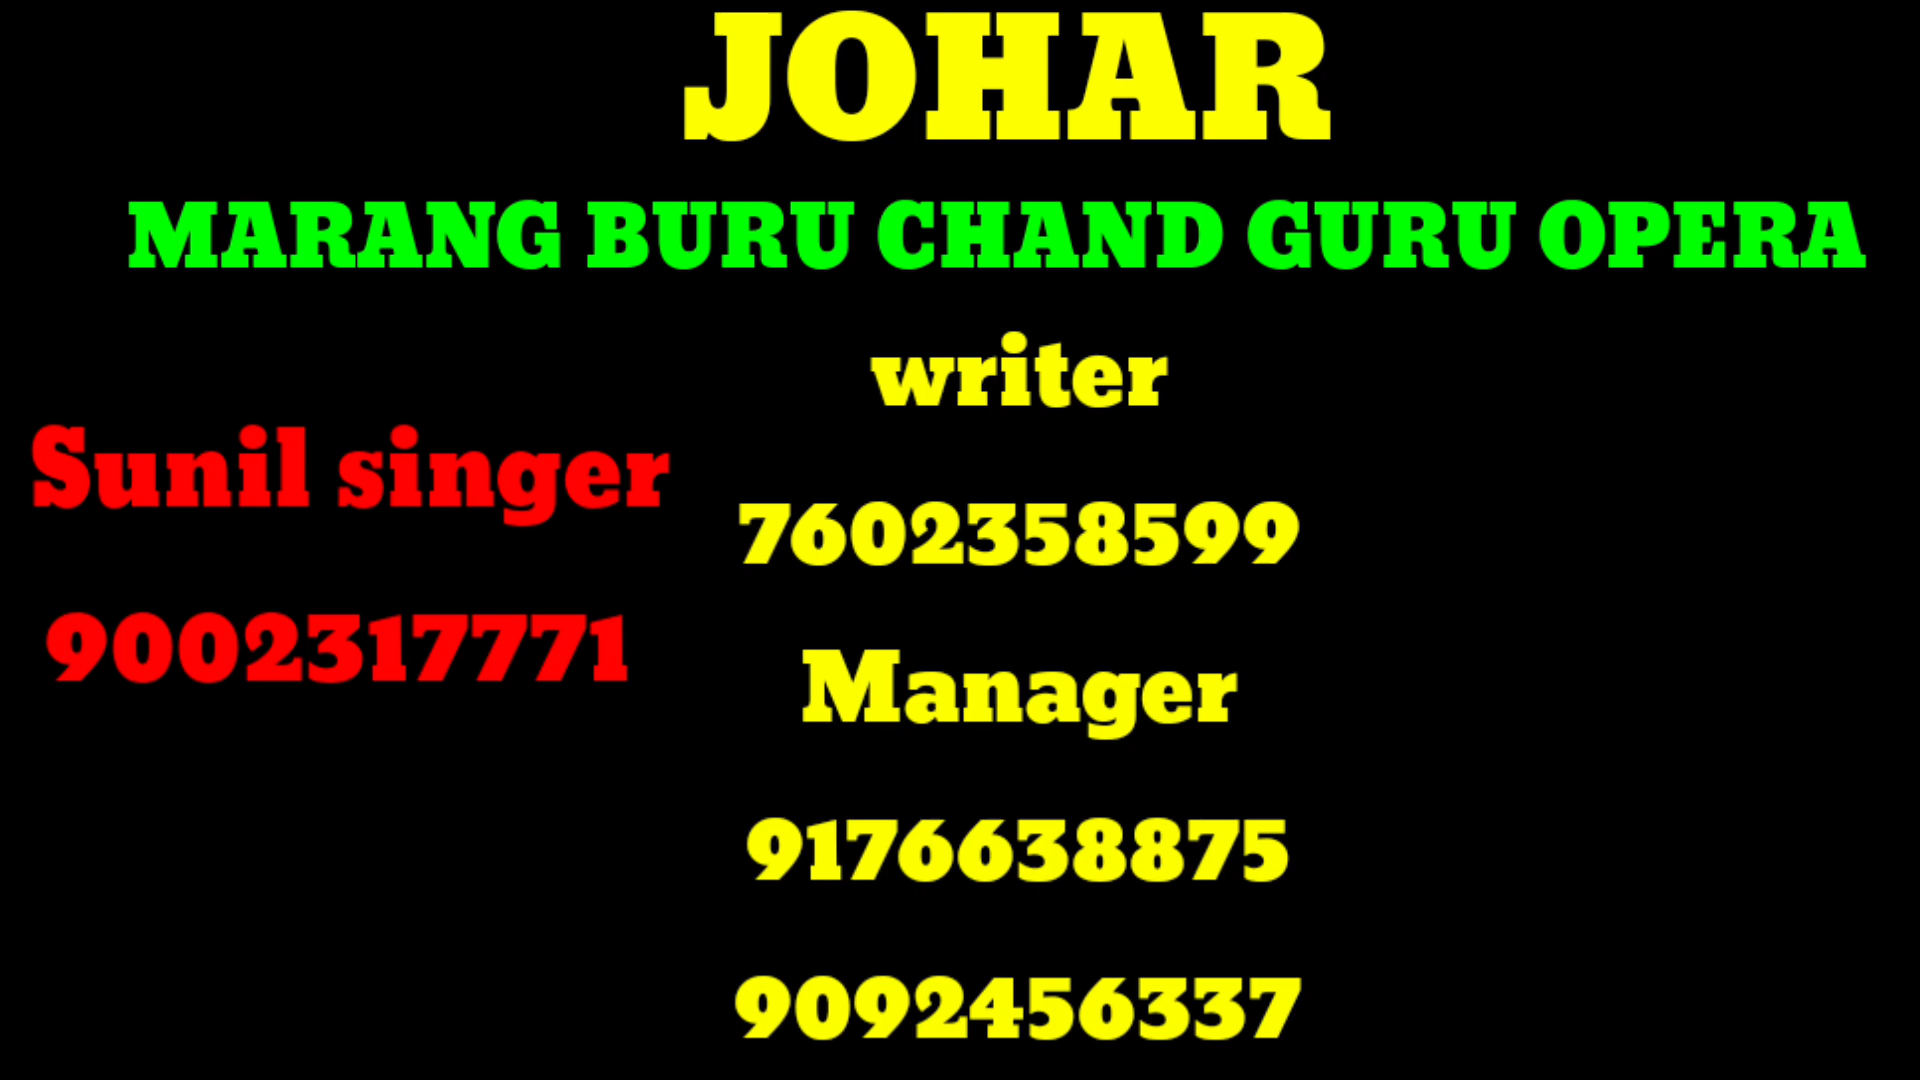 JOHAR
MARANG BURU CHAND GURU OPERA
writer
Sunil singer
7602358599
9002317771
Manager
9176638875
9092456337